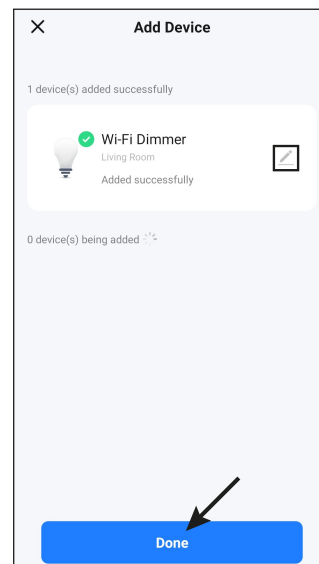 Add Device
1 device(s) added successfully
Wi-Fi Dimmer
Living Room
Added successfully
0 device(s) being added
Done